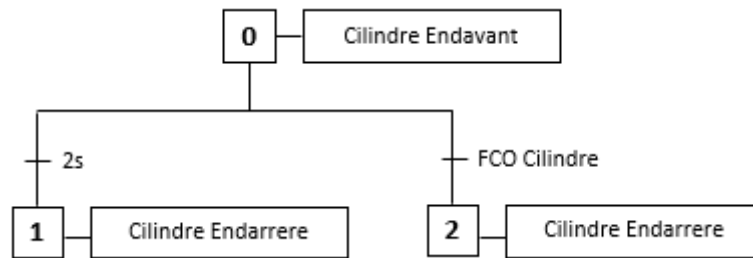 0 Cilindre Endavant
2s
FCO Cilindre
1 Cilindre Endarrere
2 Cilindre Endarrere